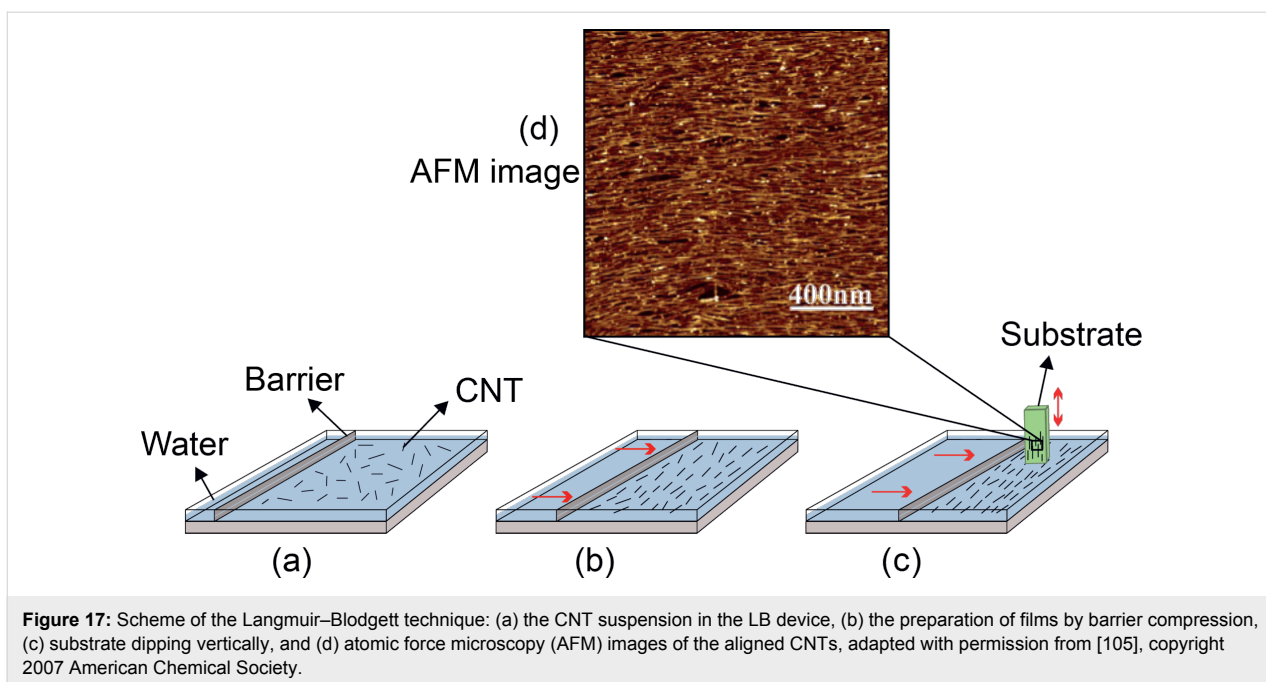 (d)
AFM image
400nm
Substrate
Barrier
CNT
Water
(a)
(b)
(c)
Figure 17: Scheme of the Langmuir–Blodgett technique: (a) the CNT suspension in the LB device, (b) the preparation of films by barrier compression,
(c) substrate dipping vertically, and (d) atomic force microscopy (AFM) images of the aligned CNTs, adapted with permission from [105], copyright
2007 American Chemical Society.